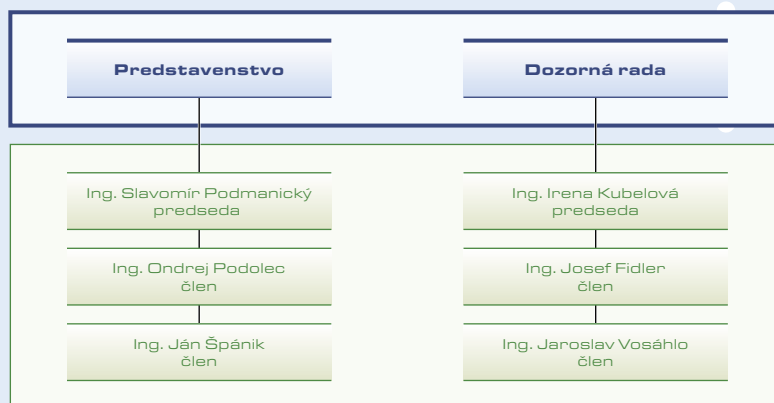 Predstavenstvo
Ing. Slavomír Podmanický
predseda
Ing. Ondrej Podolec
člen
Ing. Ján Špánik
člen
Dozorná rada
Ing. Irena Kubelová
predseda
Ing. Josef Fidler
člen
Ing. Jaroslav Vosáhlo
člen